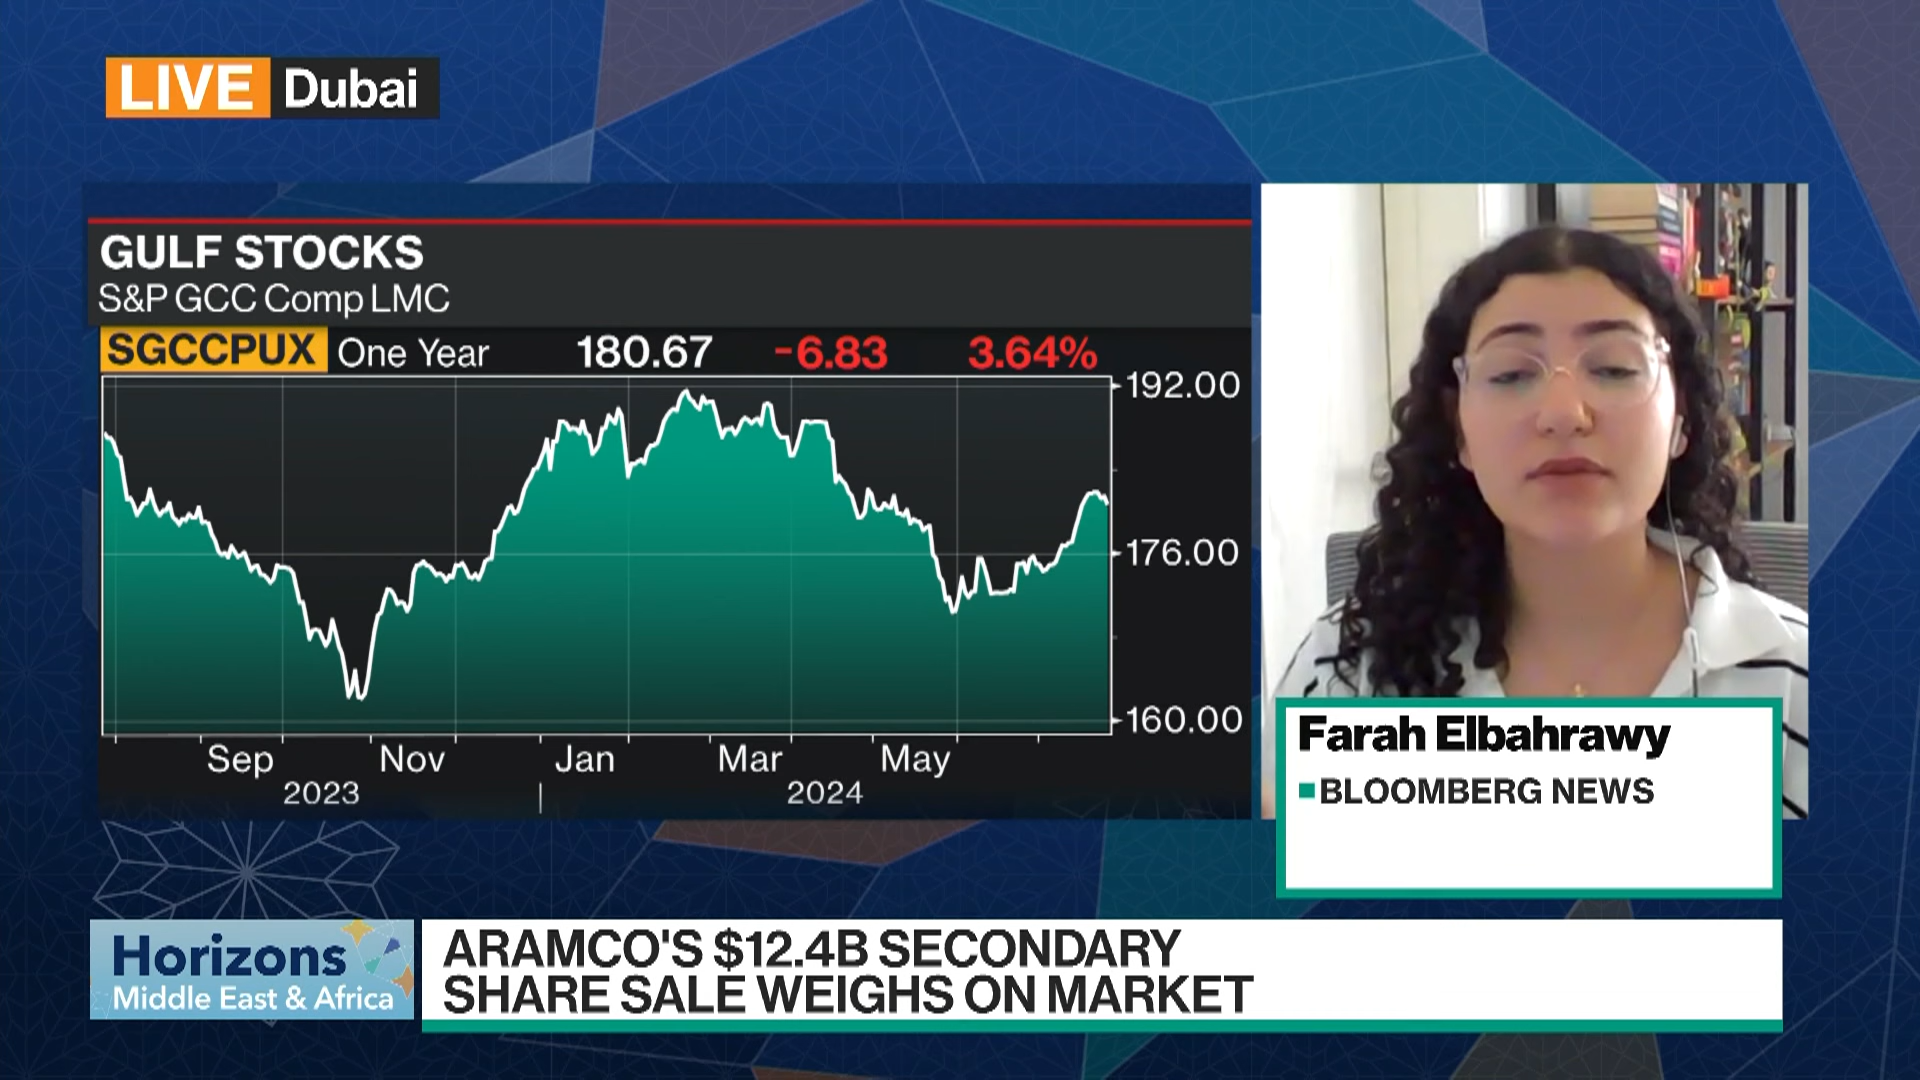 LIVE Dubai
GULF STOCKS
S&P GCC Comp LMC
SGCCPUX One Year 180.67 -6.83 3.64%
192.00
176.00
160.00
Sep Nov Jan Mar May
2023 2024
Farah Elbahrawy
BLOOMBERG NEWS
Horizons
Middle East & Africa
ARAMCO'S $12.4B SECONDARY
SHARE SALE WEIGHS ON MARKET